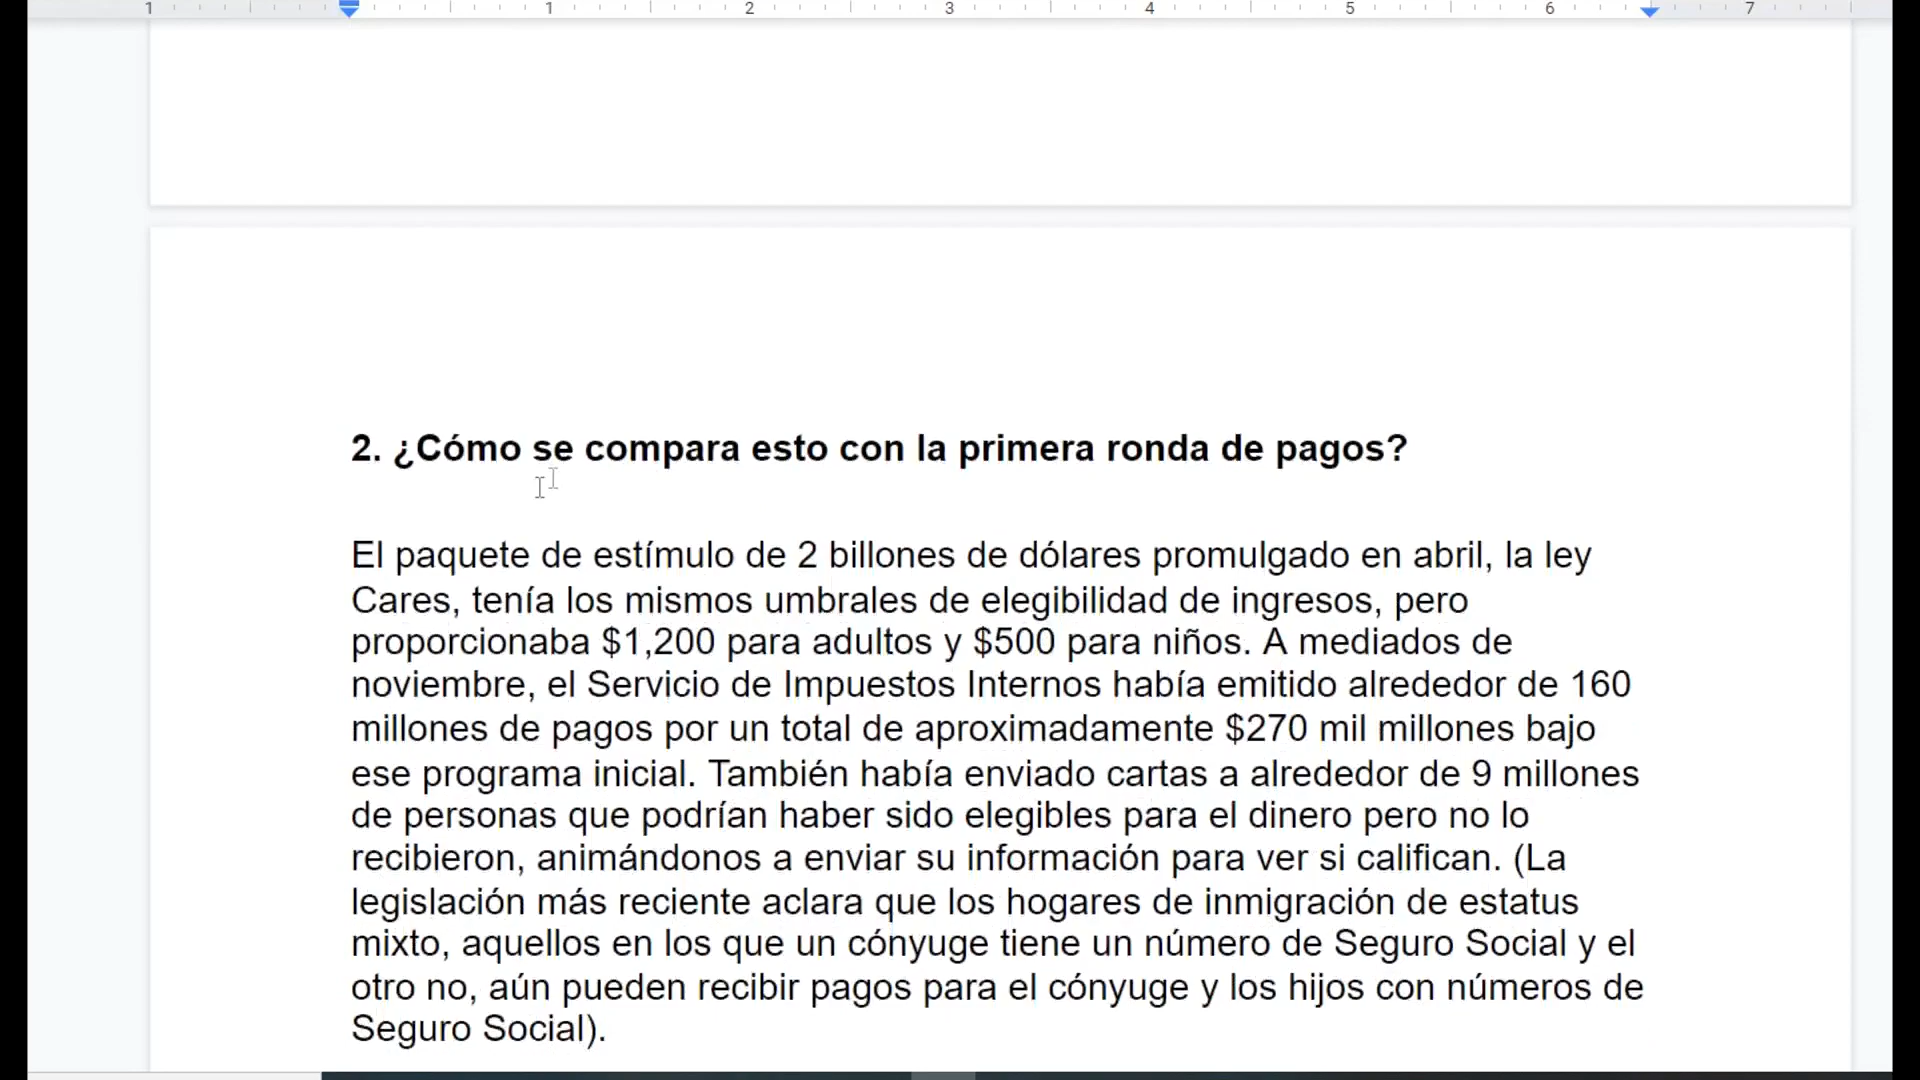 1 1 2 3 4 5 6 7
2. ¿Cómo se compara esto con la primera ronda de pagos?
El paquete de estímulo de 2 billones de dólares promulgado en abril, la ley
Cares, tenía los mismos umbrales de elegibilidad de ingresos, pero
proporcionaba $1,200 para adultos y $500 para niños. A mediados de
noviembre, el Servicio de Impuestos Internos había emitido alrededor de 160
millones de pagos por un total de aproximadamente $270 mil millones bajo
ese programa inicial. También había enviado cartas a alrededor de 9 millones
de personas que podrían haber sido elegibles para el dinero pero no lo
recibieron, animándonos a enviar su información para ver si califican. (La
legislación más reciente aclara que los hogares de inmigración de estatus
mixto, aquellos en los que un cónyuge tiene un número de Seguro Social y el
otro no, aún pueden recibir pagos para el cónyuge y los hijos con números de
Seguro Social).